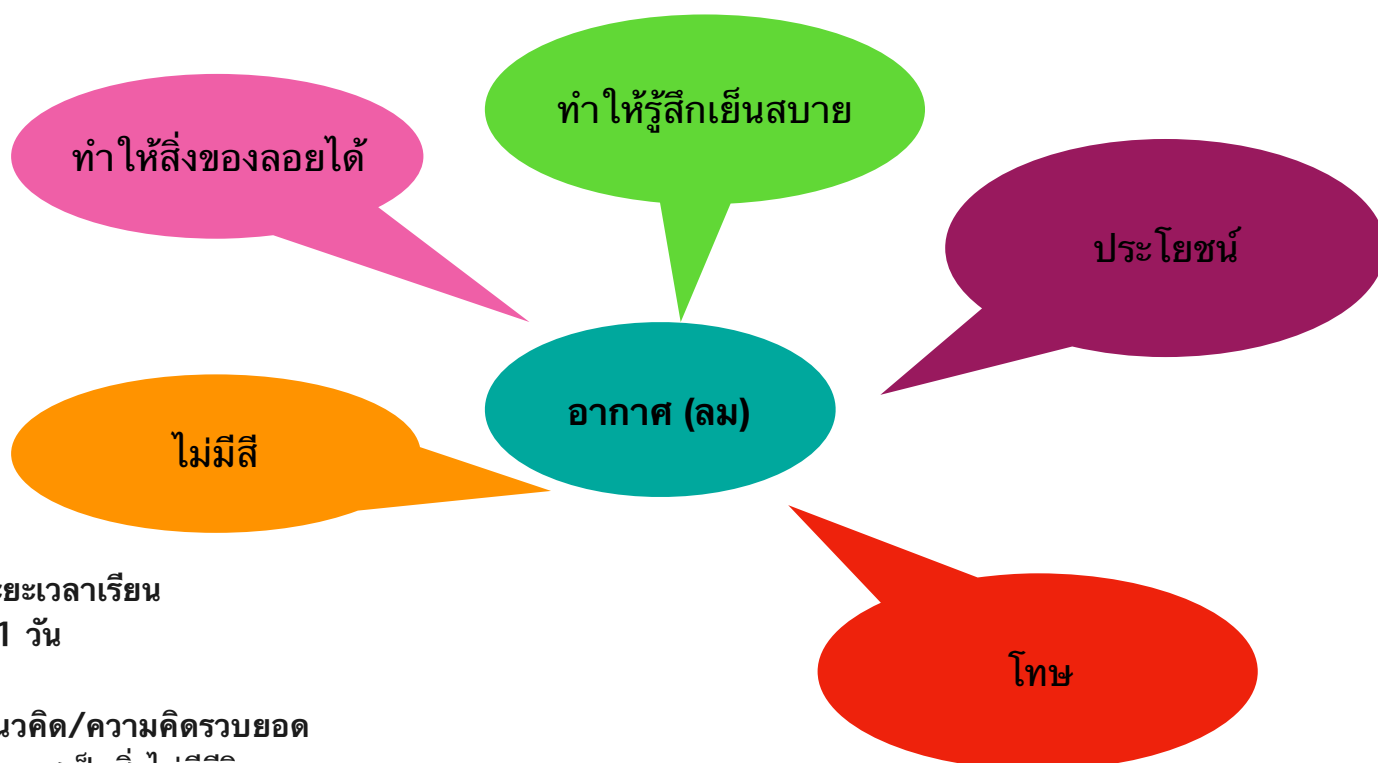 ทำให้รู้สึกเย็นสบาย
ทำให้สิ่งของลอยได้
ประโยชน์
อากาศ (ลม)
ไม่มีสี
ยะเวลาเรียน
1 วัน
โทษ
นวคิด/ความคิดรวบยอด